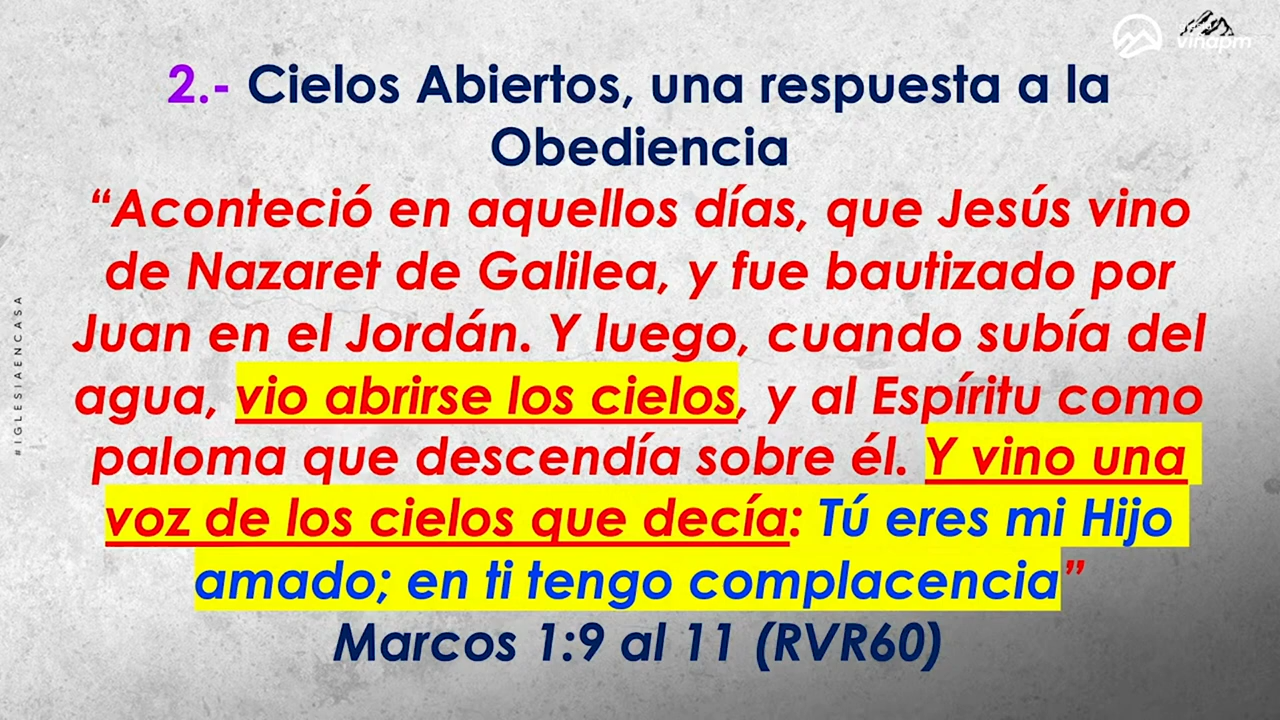 viñapm
2.- Cielos Abiertos, una respuesta a la
Obediencia
“Aconteció en aquellos días, que Jesús vino
de Nazaret de Galilea, y fue bautizado por
Juan en el Jordán. Y luego, cuando subía del
agua, vio abrirse los cielos, y al Espíritu como
paloma que descendía sobre él. Y vino una
voz de los cielos que decía: Tú eres mi Hijo
amado; en ti tengo complacencia”
Marcos 1:9 al 11 (RVR60)
#IGLESIAENCASA